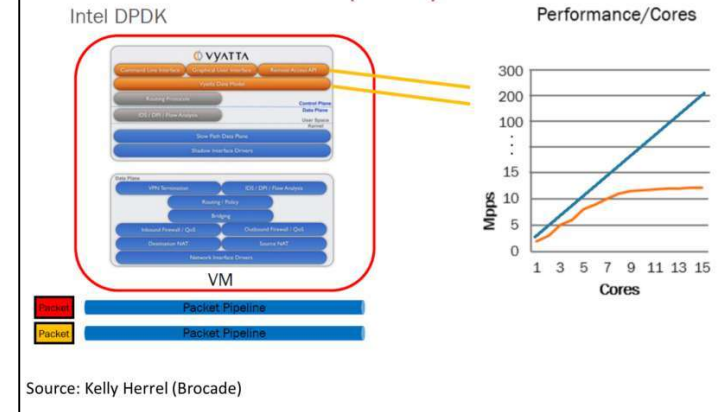 Intel DPDK
Performance/Cores
VYATTA
Command Line Interface
Graphical User Interface
Remote Access API
Vyatta Data Model
Routing Processes
Control Plane
Data Plane
IDS / DPI / Flow Analysis
User Space
Kernel
Slow Path Data Plane
Shadow Interface Drivers
Data Plane
VPN Termination
IDS / DPI / Flow Analysis
Routing / Policy
Bridging
Inbound Firewall / QoS
Outbound Firewall / QoS
Destination NAT
Source NAT
Network Interface Drivers
VM
Packet
Packet Pipeline
Packet
Packet Pipeline
300
200
100
15
10
5
0
Mpps
1 3 5 7 9 11 13 15
Cores
Source: Kelly Herrel (Brocade)